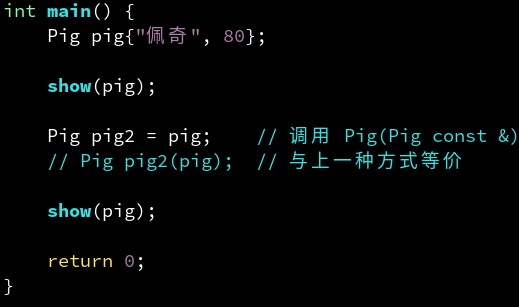 int main() {
    Pig pig{"佩奇", 80};
    show(pig);
    Pig pig2 = pig;    // 调用 Pig(Pig const &)
    // Pig pig2(pig);  // 与上一种方式等价
    show(pig);
    return 0;
}